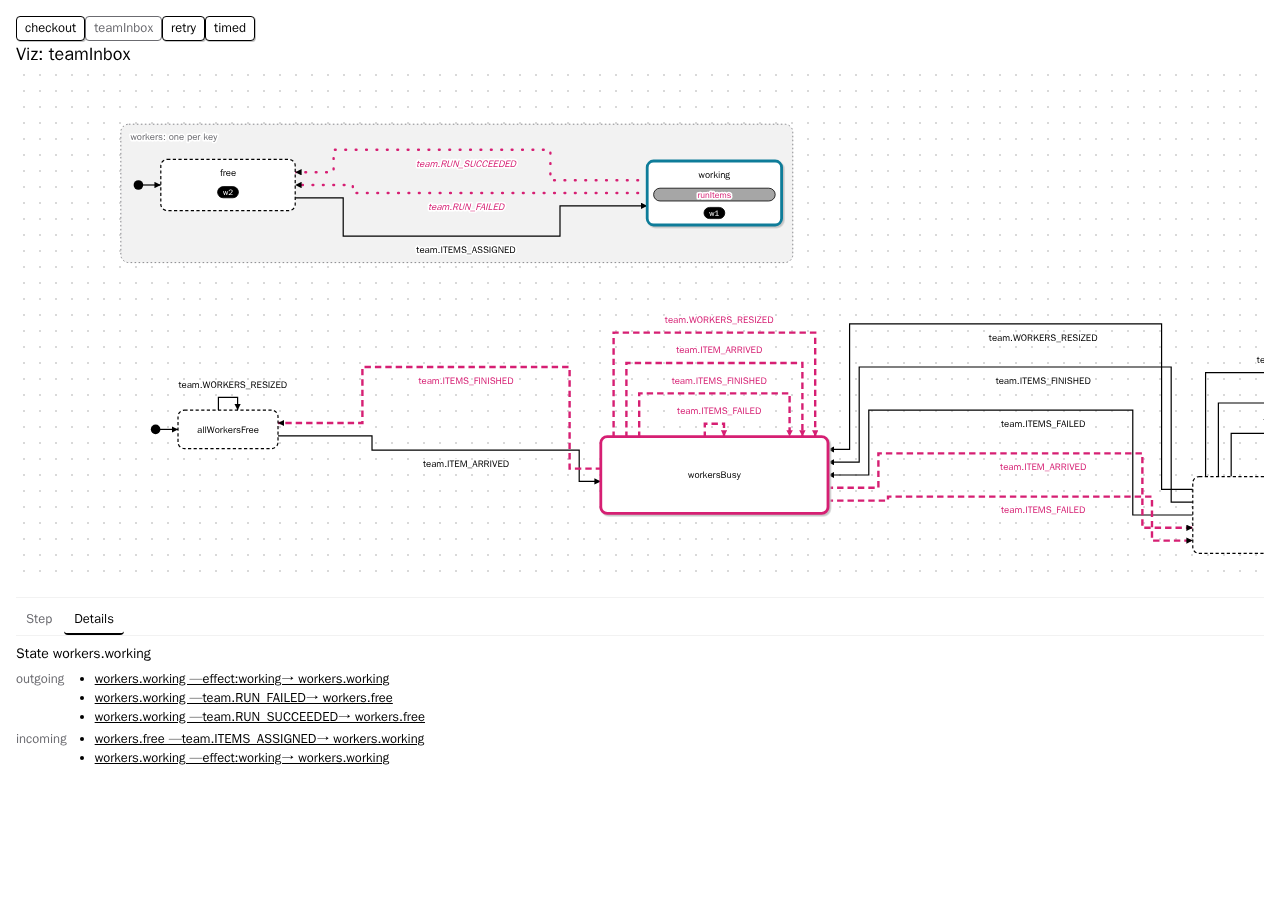 checkout teamInbox retry timed
Viz: teamInbox
workers: one per key
team.RUN_SUCCEEDED
free
w2
working
runItems
w1
team.RUN_FAILED
team.ITEMS_ASSIGNED
team.WORKERS_RESIZED
team.WORKERS_RESIZED
team.ITEM_ARRIVED
team.ITEMS_FINISHED
team.ITEMS_FINISHED
team.ITEMS_FINISHED
team.WORKERS_RESIZED
team.ITEMS_FAILED
team.ITEMS_FAILED
allWorkersFree
team.ITEM_ARRIVED
team.ITEM_ARRIVED
workersBusy
team.ITEMS_FAILED
Step Details
State workers.working
outgoing
• workers.working —effect:working→ workers.working
• workers.working —team.RUN_FAILED→ workers.free
• workers.working —team.RUN_SUCCEEDED→ workers.free
incoming
• workers.free —team.ITEMS_ASSIGNED→ workers.working
• workers.working —effect:working→ workers.working